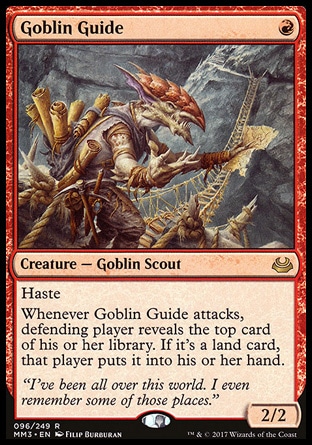 Goblin Guide
Creature — Goblin Scout
Haste
Whenever Goblin Guide attacks,
defending player reveals the top card
of his or her library. If it's a land card,
that player puts it into his or her hand.
“I've been all over this world. I even
remember some of those places.”
2/2
096/249 R
MM3 • EN FILIP BURBURAN
™ & © 2017 Wizards of the Coast